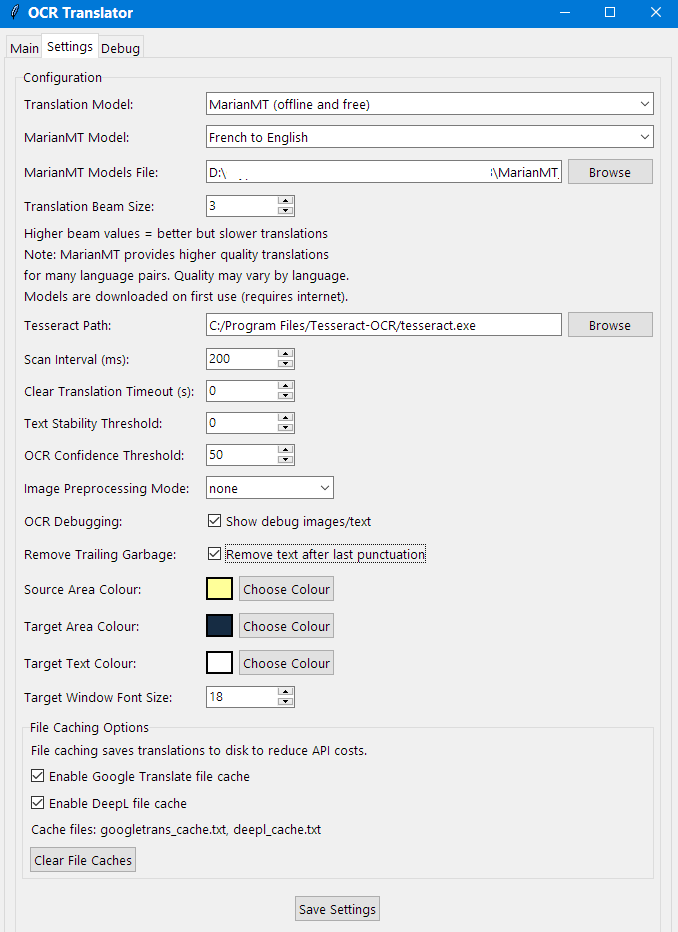 OCR Translator
Main Settings Debug
Configuration
Translation Model: MarianMT (offline and free)
MarianMT Model: French to English
MarianMT Models File: D:\ \MarianMT_ Browse
Translation Beam Size: 3
Higher beam values = better but slower translations
Note: MarianMT provides higher quality translations
for many language pairs. Quality may vary by language.
Models are downloaded on first use (requires internet).
Tesseract Path: C:/Program Files/Tesseract-OCR/tesseract.exe Browse
Scan Interval (ms): 200
Clear Translation Timeout (s): 0
Text Stability Threshold: 0
OCR Confidence Threshold: 50
Image Preprocessing Mode: none
OCR Debugging: Show debug images/text
Remove Trailing Garbage: Remove text after last punctuation
Source Area Colour: Choose Colour
Target Area Colour: Choose Colour
Target Text Colour: Choose Colour
Target Window Font Size: 18
File Caching Options
File caching saves translations to disk to reduce API costs.
Enable Google Translate file cache
Enable DeepL file cache
Cache files: googletrans_cache.txt, deepl_cache.txt
Clear File Caches
Save Settings